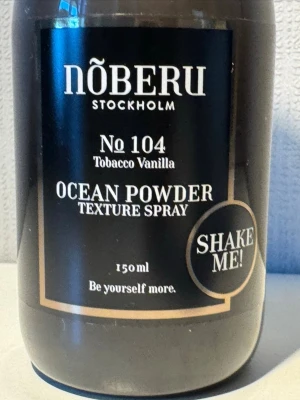 nõberu
STOCKHOLM
No 104
Tobacco Vanilla
OCEAN POWDER
TEXTURE SPRAY
SHAKE
ME!
150ml
Be yourself more.